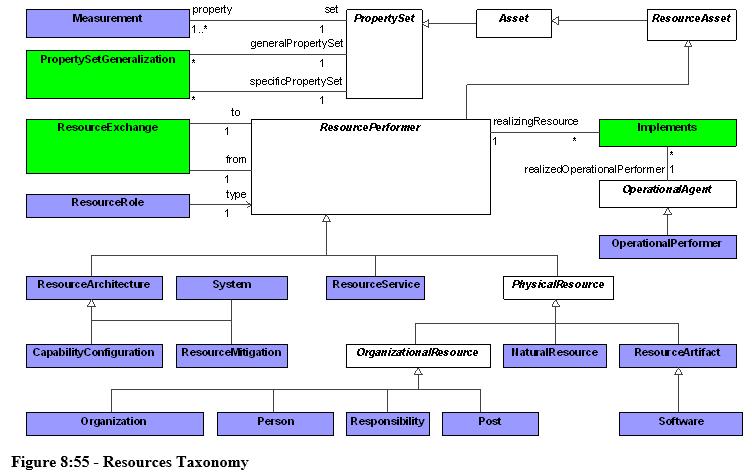 Measurement
property
set
1..*
1
PropertySet
Asset
ResourceAsset
PropertySetGeneralization
generalPropertySet
*
1
specificPropertySet
*
1
ResourceExchange
to
1
from
1
ResourcePerformer
realizingResource
1
*
Implements
*
realizedOperationalPerformer
1
OperationalAgent
OperationalPerformer
ResourceRole
type
1
ResourceArchitecture
System
ResourceService
PhysicalResource
CapabilityConfiguration
ResourceMitigation
OrganizationalResource
NaturalResource
ResourceArtifact
Organization
Person
Responsibility
Post
Software
Figure 8:55 - Resources Taxonomy